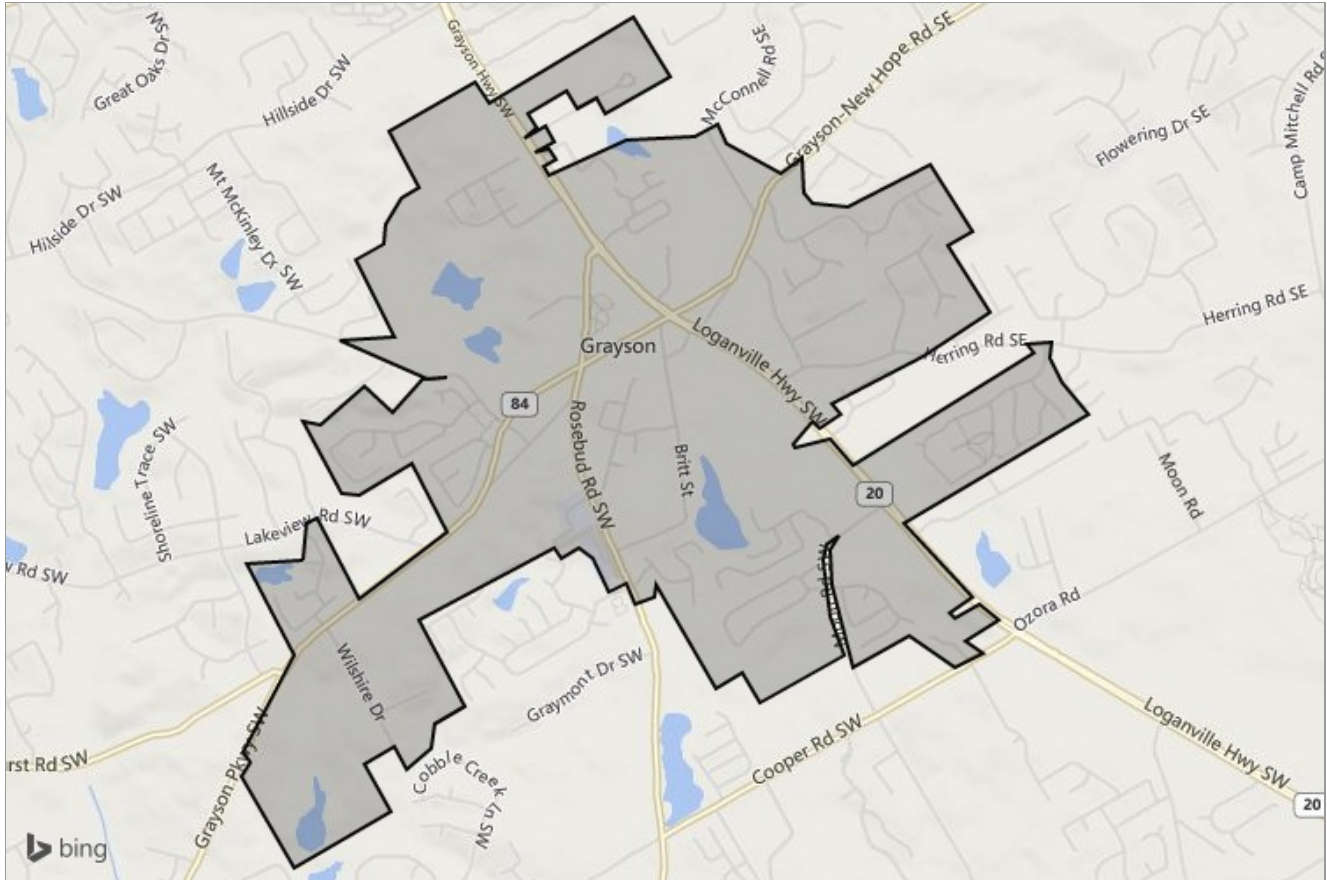 Great Oaks Dr SW
Hillside Dr SW
Grayson Hwy SW
McConnell Rd SE
Grayson-New Hope Rd SE
Flowering Dr SE
Camp Mitchell Rd S
Hillside Dr SW
Mt McKinley Dr SW
Herring Rd SE
Loganville Hwy SW
Herring Rd SE
Grayson
84
Rosebud Rd SW
Britt St
Shoreline Trace SW
Moon Rd
20
Lakeview Rd SW
w Rd SW
Moon Rd SW
Ozora Rd
Wilshire Dr
Graymont Dr SW
Grayson Pkwy SW
rst Rd SW
Cooper Rd SW
Loganville Hwy SW
Cobble Creek Ln SW
20
bing